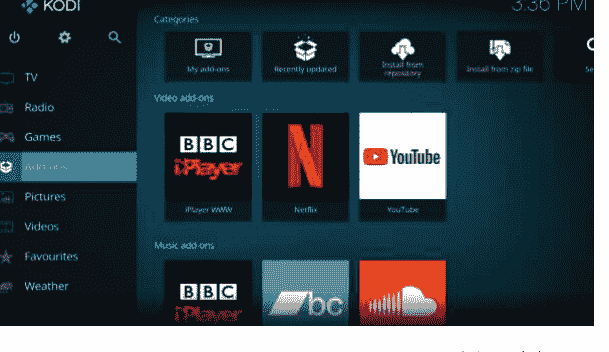 KODI
3:36 PM
Categories
My add-ons
Recently updated
Install from
repository
Install from zip file
Se
TV
Radio
Games
Add-ons
Pictures
Videos
Favourites
Weather
Video add-ons
BBC
iPlayer
iPlayer WWW
Netflix
YouTube
YouTube
Music add-ons
BBC
iPlayer
bc